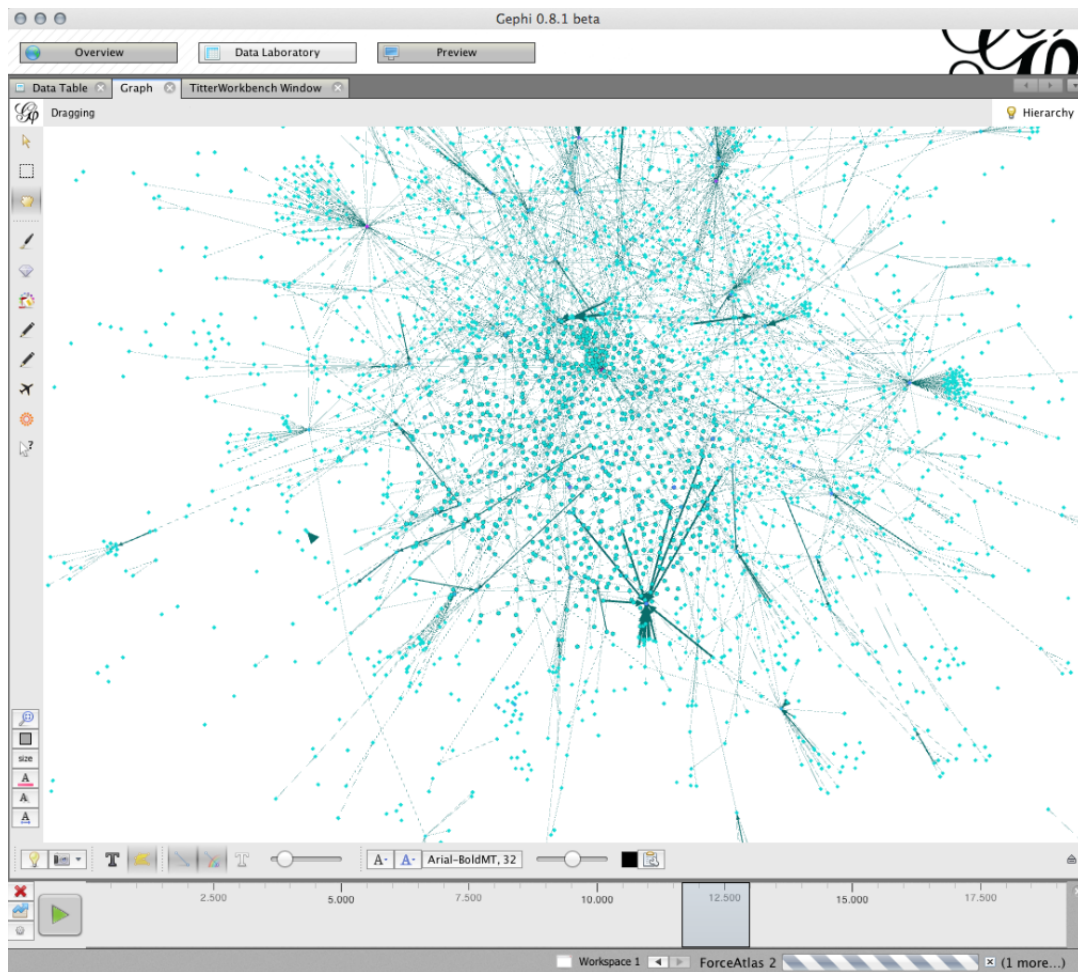 Gephi 0.8.1 beta
Overview
Data Laboratory
Preview
Data Table
Graph
TitterWorkbench Window
Dragging
Hierarchy
size
A
A
A
T
T
A
A
Arial-BoldMT, 32
2.500
5.000
7.500
10.000
12.500
15.000
17.500
Workspace 1
ForceAtlas 2
(1 more...)